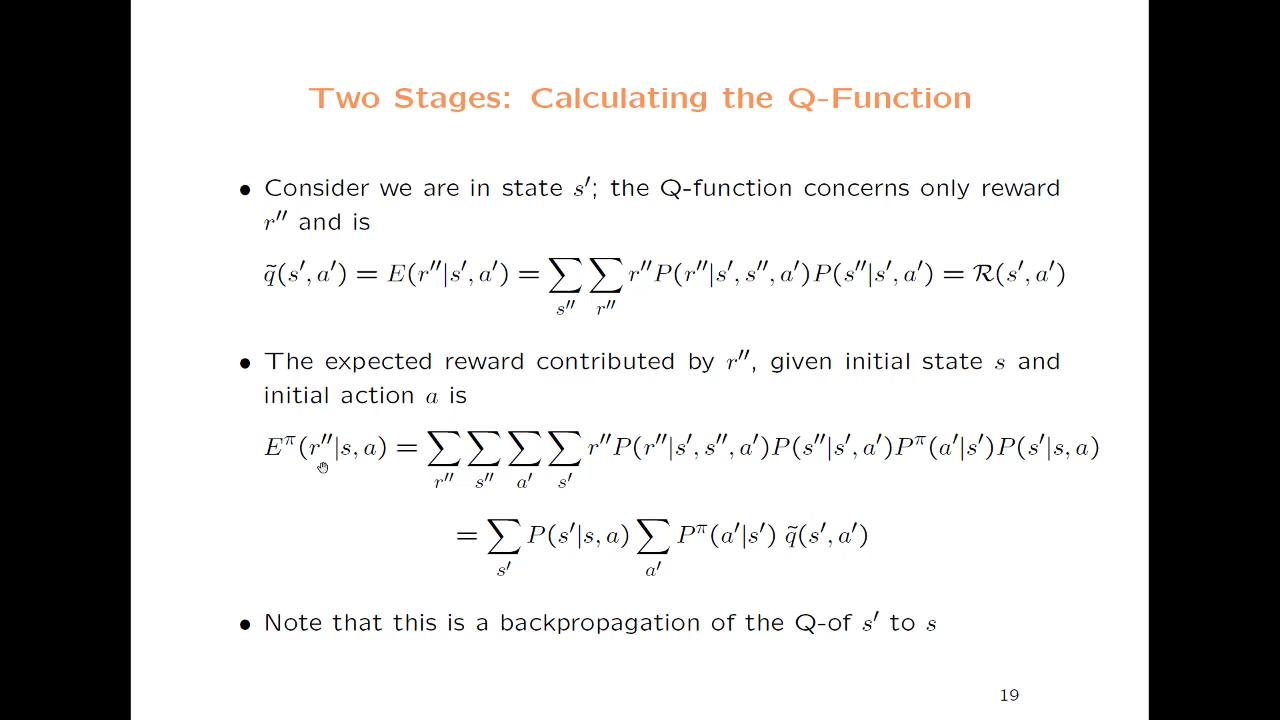 Two Stages: Calculating the Q-Function
• Consider we are in state s′; the Q-function concerns only reward
r′′ and is
q̃(s′, a′) = E(r′′|s′, a′) = ∑_{s′′} ∑_{r′′} r′′P(r′′|s′, s′′, a′)P(s′′|s′, a′) = ℛ(s′, a′)
• The expected reward contributed by r′′, given initial state s and
initial action a is
E^π(r′′|s, a) = ∑_{r′′} ∑_{s′′} ∑_{a′} ∑_{s′} r′′P(r′′|s′, s′′, a′)P(s′′|s′, a′)P^π(a′|s′)P(s′|s, a)
= ∑_{s′} P(s′|s, a) ∑_{a′} P^π(a′|s′) q̃(s′, a′)
• Note that this is a backpropagation of the Q-of s′ to s
19